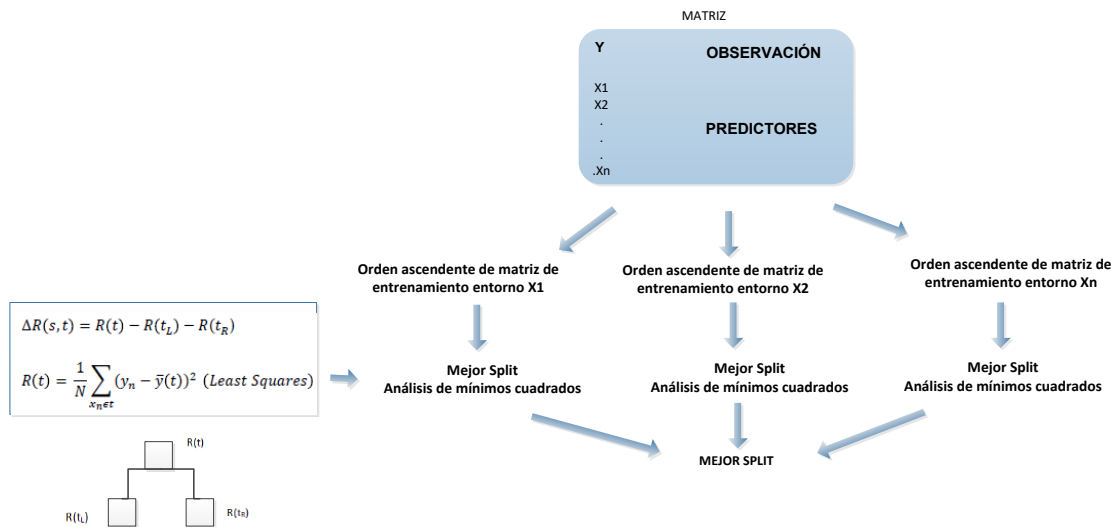 MATRIZ
Y
OBSERVACIÓN
X1
X2
.
.
.
.Xn
PREDICTORES
Orden ascendente de matriz de
entrenamiento entorno X1
Orden ascendente de matriz de
entrenamiento entorno X2
Orden ascendente de matriz de
entrenamiento entorno Xn
ΔR(s,t) = R(t) − R(t_L) − R(t_R)
R(t) = 1/N ∑_{x_n ϵ t} (y_n − ȳ(t))² (Least Squares)
Mejor Split
Análisis de mínimos cuadrados
Mejor Split
Análisis de mínimos cuadrados
Mejor Split
Análisis de mínimos cuadrados
MEJOR SPLIT
R(t)
R(t_L)
R(t_R)